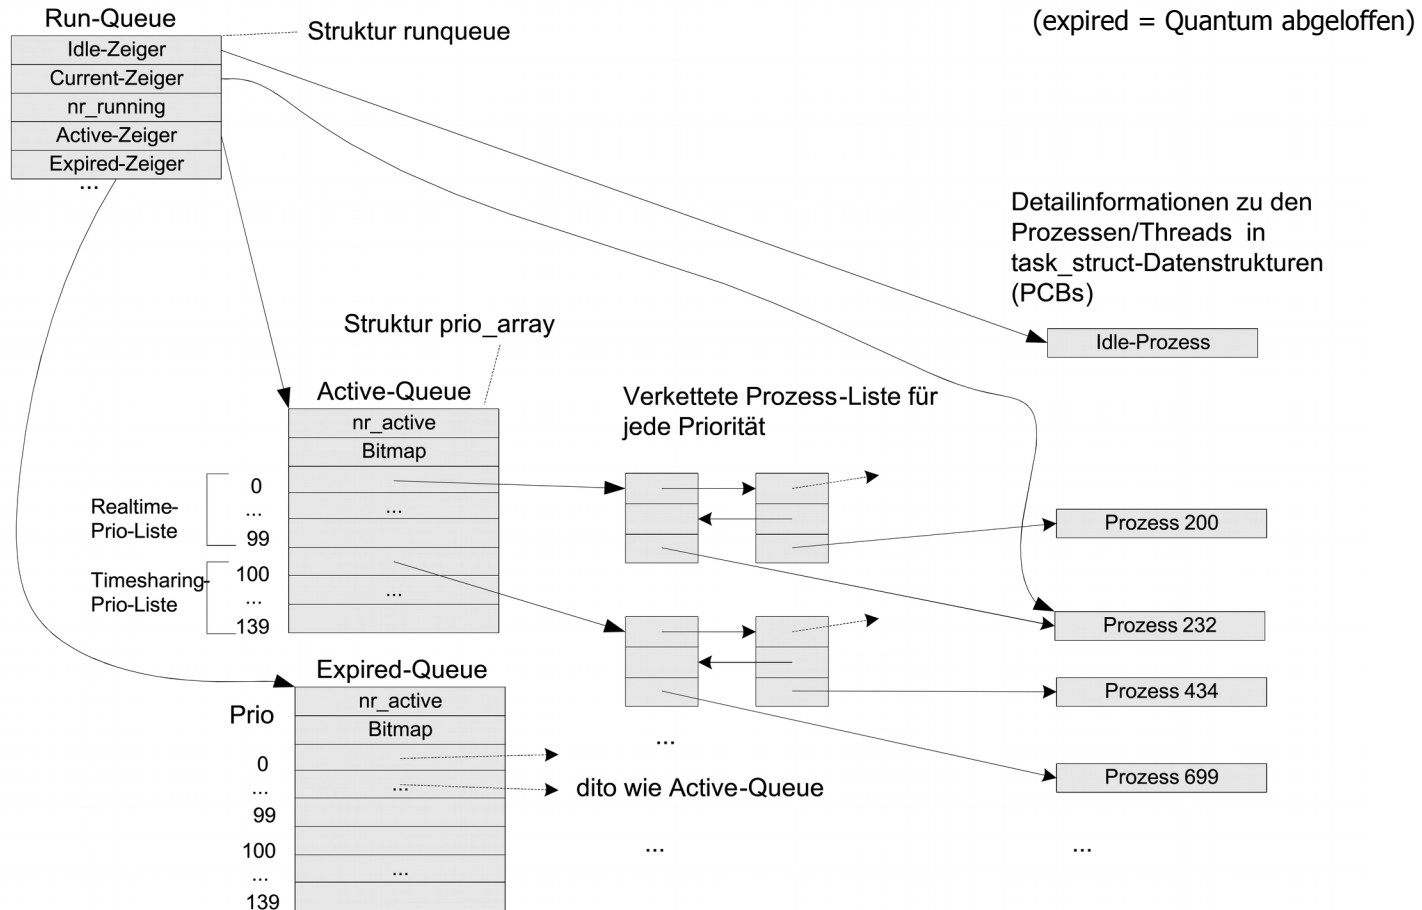 Run-Queue
Idle-Zeiger
Current-Zeiger
nr_running
Active-Zeiger
Expired-Zeiger
...
Struktur runqueue
(expired = Quantum abgeloffen)
Detailinformationen zu den
Prozessen/Threads in
task_struct-Datenstrukturen
(PCBs)
Idle-Prozess
Struktur prio_array
Active-Queue
nr_active
Bitmap
...
...
Realtime-
Prio-Liste
0
...
99
Timesharing-
Prio-Liste
100
...
139
Verkettete Prozess-Liste für
jede Priorität
Prozess 200
Prozess 232
Prozess 434
Prozess 699
...
...
...
Expired-Queue
nr_active
Bitmap
...
...
Prio
0
...
99
100
...
139
dito wie Active-Queue